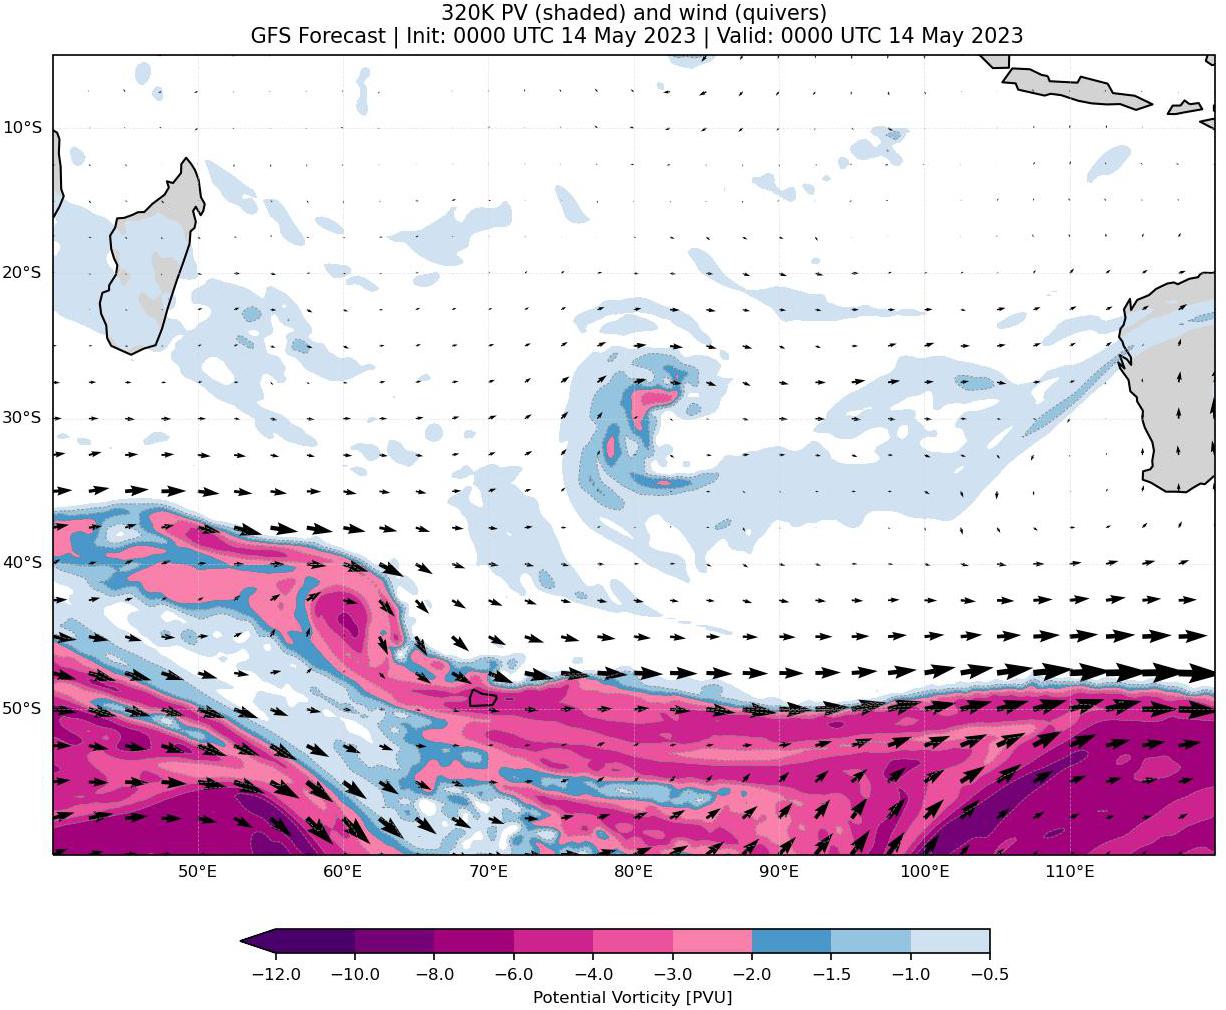 320K PV (shaded) and wind (quivers)
GFS Forecast | Init: 0000 UTC 14 May 2023 | Valid: 0000 UTC 14 May 2023
10°S
20°S
30°S
40°S
50°S
50°E 60°E 70°E 80°E 90°E 100°E 110°E
−12.0 −10.0 −8.0 −6.0 −4.0 −3.0 −2.0 −1.5 −1.0 −0.5
Potential Vorticity [PVU]